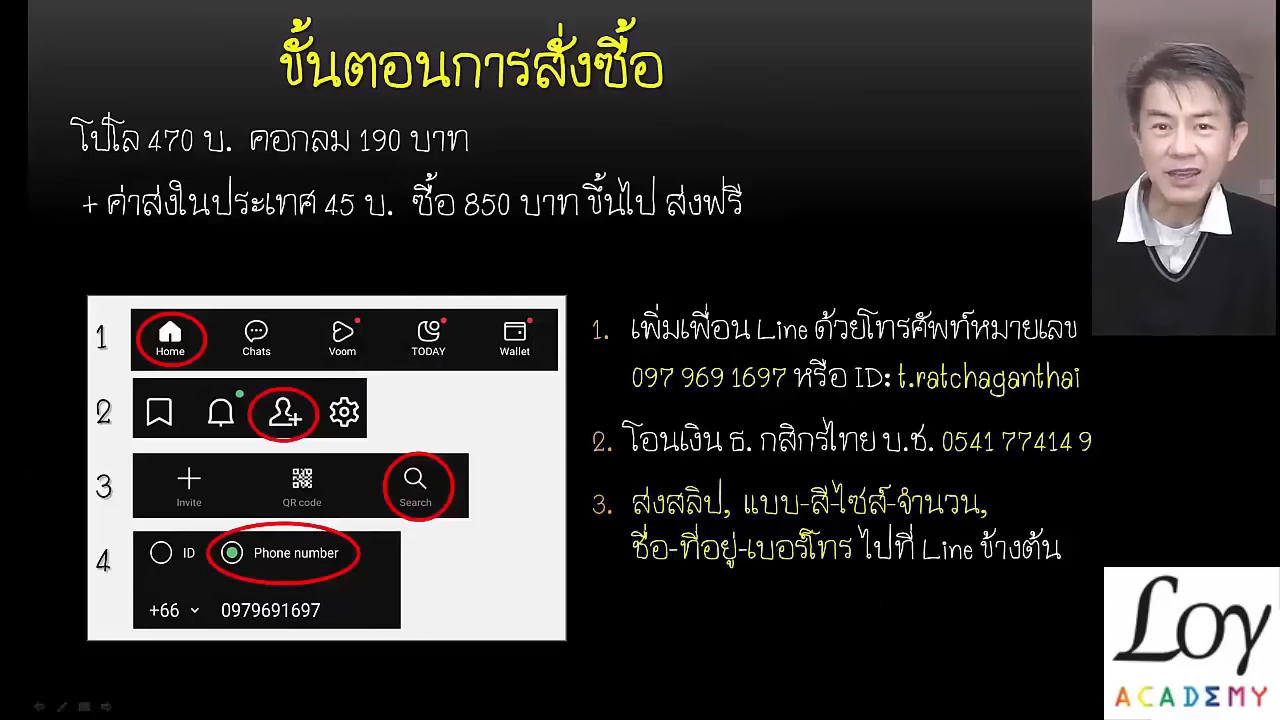 ขั้นตอนการสั่งซื้อ
โปโล 470 บ. คอกลม 190 บาท
+ ค่าส่งในประเทศ 45 บ. ซื้อ 850 บาท ขึ้นไป ส่งฟรี
1
Home
Chats
Voom
TODAY
Wallet
2
3
Invite
QR code
Search
4
ID
Phone number
+66
0979691697
1. เพิ่มเพื่อน Line ด้วยโทรศัพท์หมายเลข
097 969 1697 หรือ ID: t.ratchaganthai
2. โอนเงิน ธ. กสิกรไทย บ.ช. 0541 77414 9
3. ส่งสลิป, แบบ-สี-ไซส์-จำนวน,
ชื่อ-ที่อยู่-เบอร์โทร ไปที่ Line ข้างต้น
Loy
ACADEMY